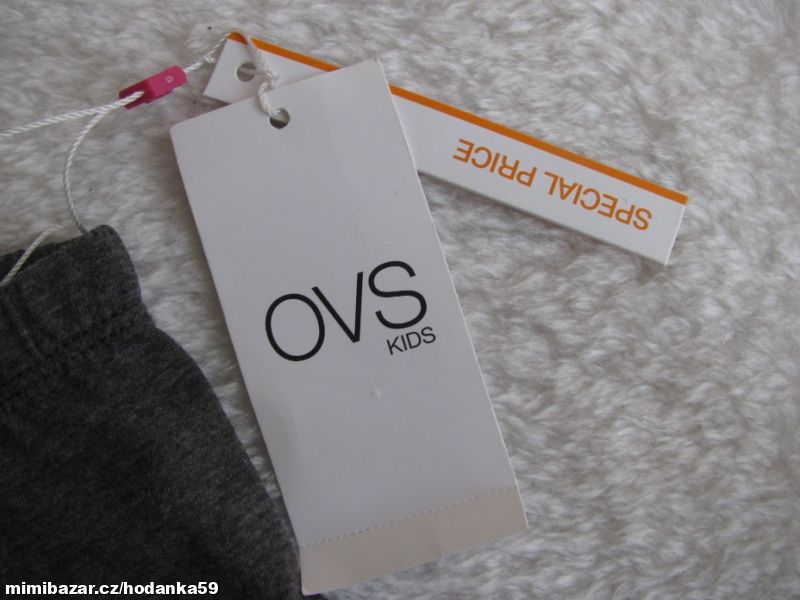 SPECIAL PRICE
OVS
KIDS
mimibazar.cz/hodanka59